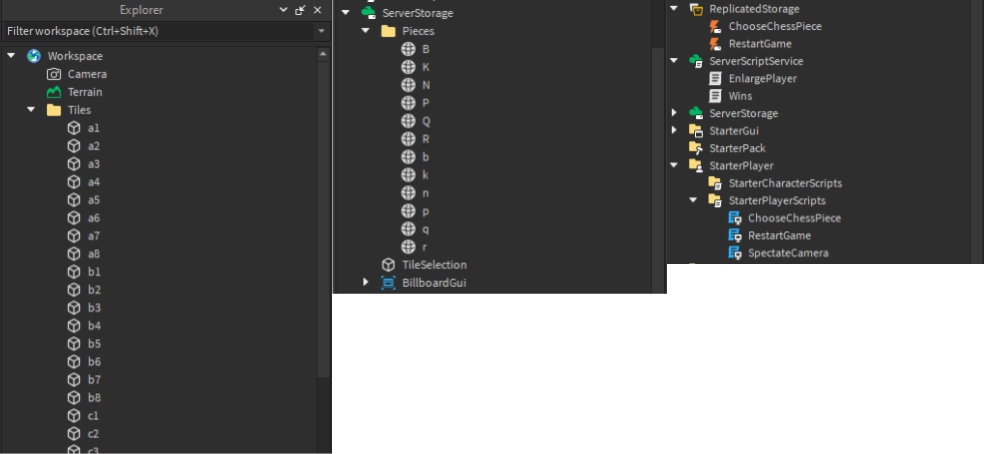 Explorer
Filter workspace (Ctrl+Shift+X)
Workspace
Camera
Terrain
Tiles
a1
a2
a3
a4
a5
a6
a7
a8
b1
b2
b3
b4
b5
b6
b7
b8
c1
c2
c3
ServerStorage
Pieces
B
K
N
P
Q
R
b
k
n
p
q
r
TileSelection
BillboardGui
ReplicatedStorage
ChooseChessPiece
RestartGame
ServerScriptService
EnlargePlayer
Wins
ServerStorage
StarterGui
StarterPack
StarterPlayer
StarterCharacterScripts
StarterPlayerScripts
ChooseChessPiece
RestartGame
SpectateCamera